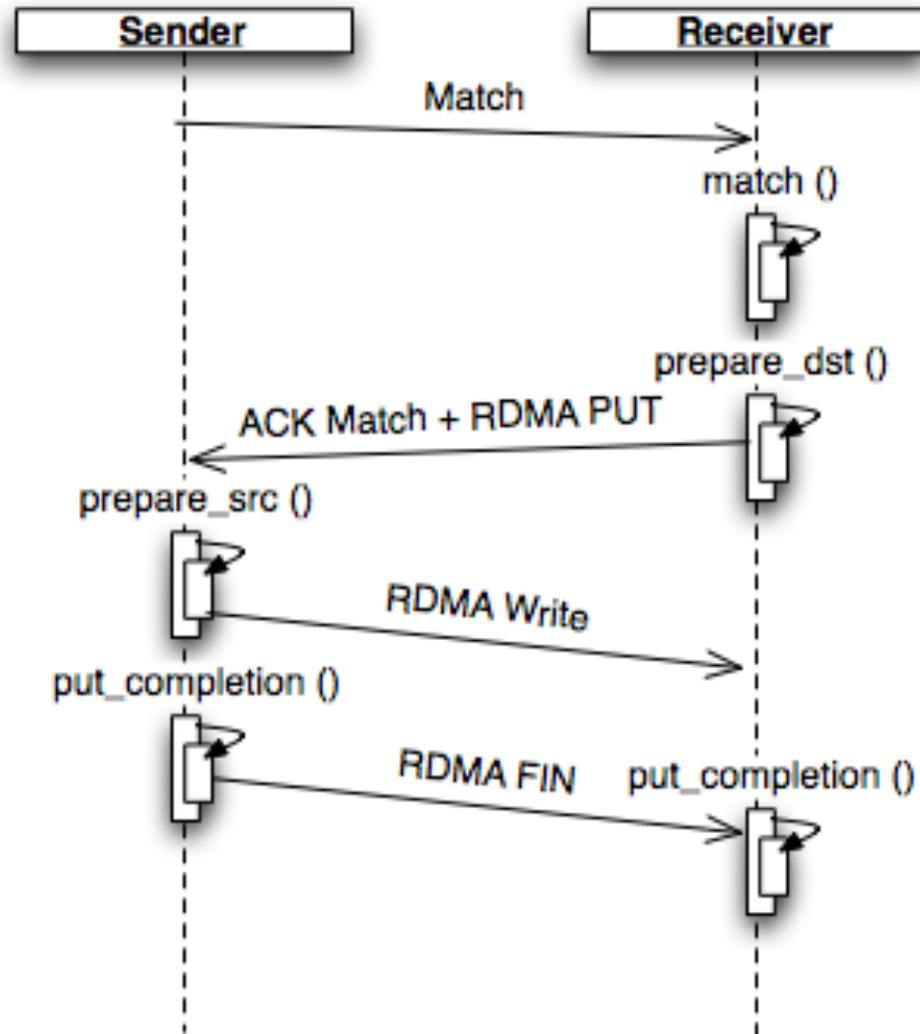 Sender
Receiver
Match
match ()
prepare_dst ()
ACK Match + RDMA PUT
prepare_src ()
RDMA Write
put_completion ()
RDMA FIN
put_completion ()